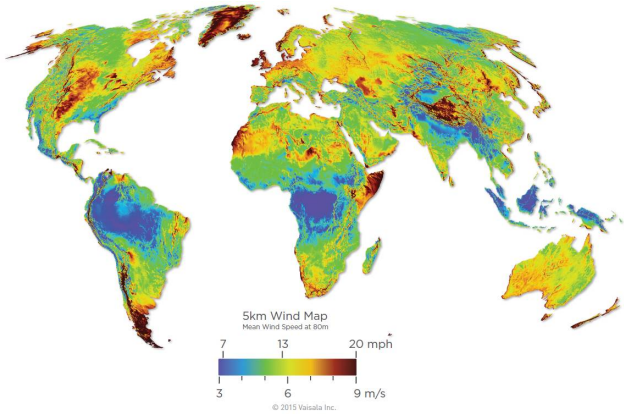 5km Wind Map
Mean Wind Speed at 80m
7 13 20 mph
3 6 9 m/s
© 2015 Vaisala Inc.